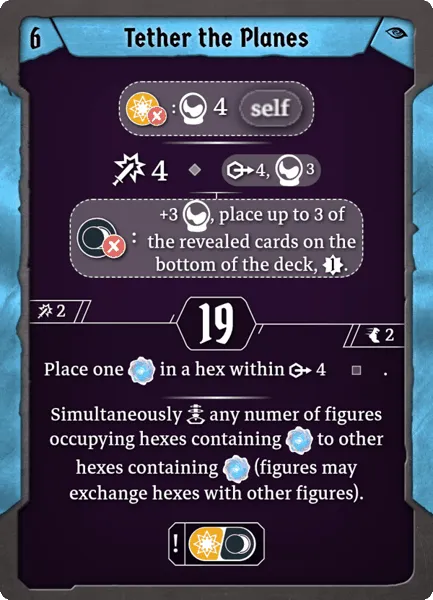 6 Tether the Planes
: 4 self
4 4, 3
+3 , place up to 3 of
: the revealed cards on the
bottom of the deck, 1.
2
19
2
Place one in a hex within 4 .
Simultaneously any numer of figures
occupying hexes containing to other
hexes containing (figures may
exchange hexes with other figures).
!